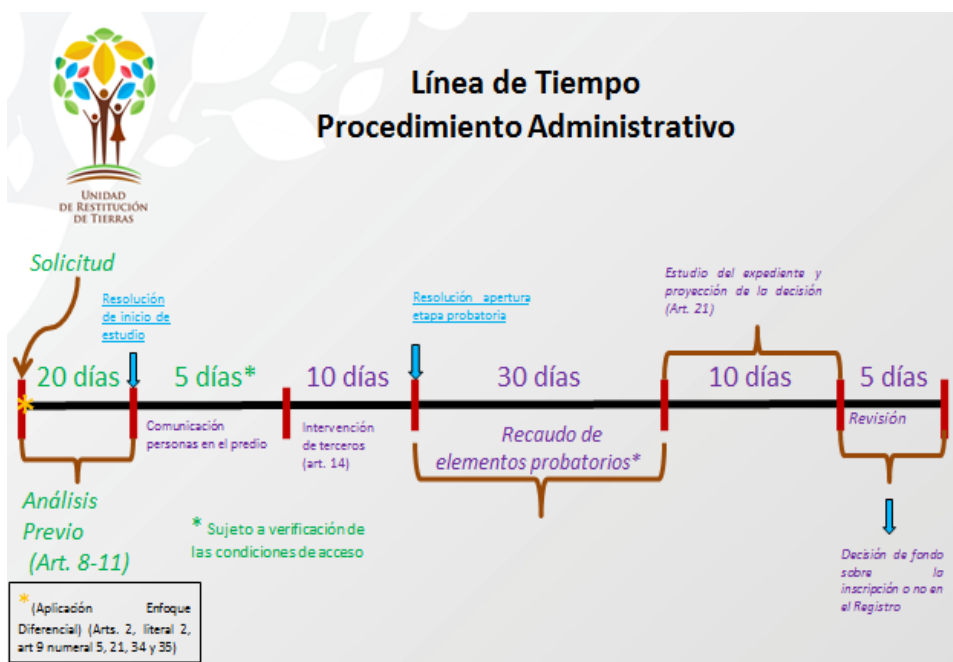 UNIDAD
DE RESTITUCIÓN
DE TIERRAS
Línea de Tiempo
Procedimiento Administrativo
Solicitud
Resolución
de inicio de
estudio
Resolución apertura
etapa probatoria
Estudio del expediente y
proyección de la decisión
(Art. 21)
20 días
5 días*
10 días
30 días
10 días
5 días
*
Comunicación
personas en el predio
Intervención
de terceros
(art. 14)
Recaudo de
elementos probatorios*
Revisión
Análisis
Previo
(Art. 8-11)
* Sujeto a verificación de
las condiciones de acceso
Decisión de fondo
sobre la
inscripción o no en
el Registro
*(Aplicación Enfoque
Diferencial) (Arts. 2, literal 2,
art 9 numeral 5, 21, 34 y 35)